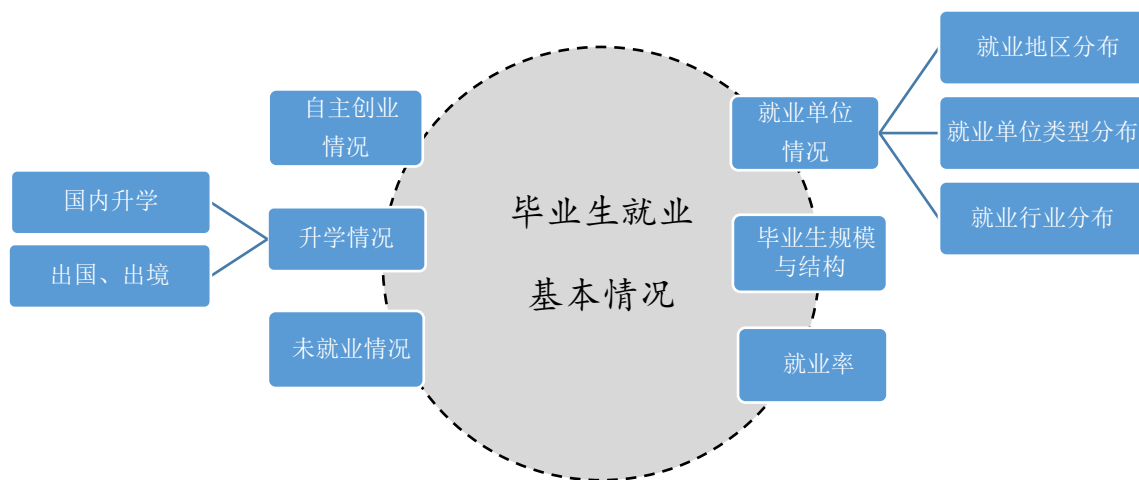 就业地区分布
自主创业
情况
就业单位
情况
就业单位类型分布
国内升学
升学情况
出国、出境
毕业生就业
基本情况
毕业生规模
与结构
就业行业分布
未就业情况
就业率